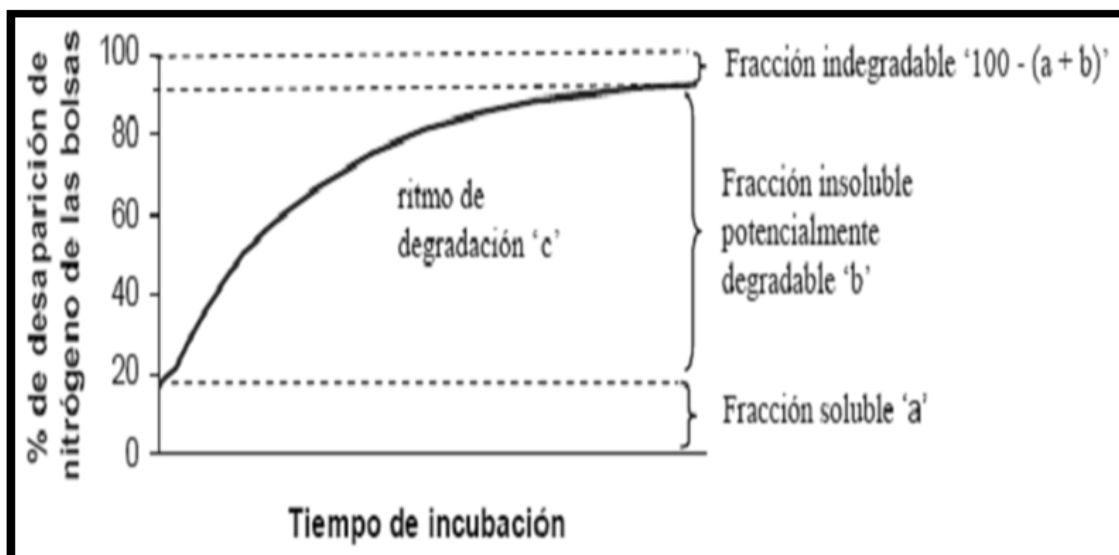 % de desaparición de
nitrógeno de las bolsas
100
80
60
40
20
0
ritmo de
degradación ‘c’
Fracción indegradable ‘100 - (a + b)’
Fracción insoluble
potencialmente
degradable ‘b’
Fracción soluble ‘a’
Tiempo de incubación